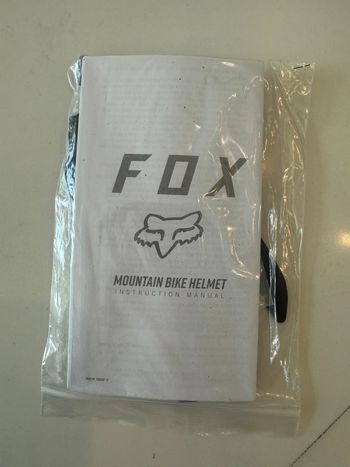 FOX
MOUNTAIN BIKE HELMET
INSTRUCTION MANUAL